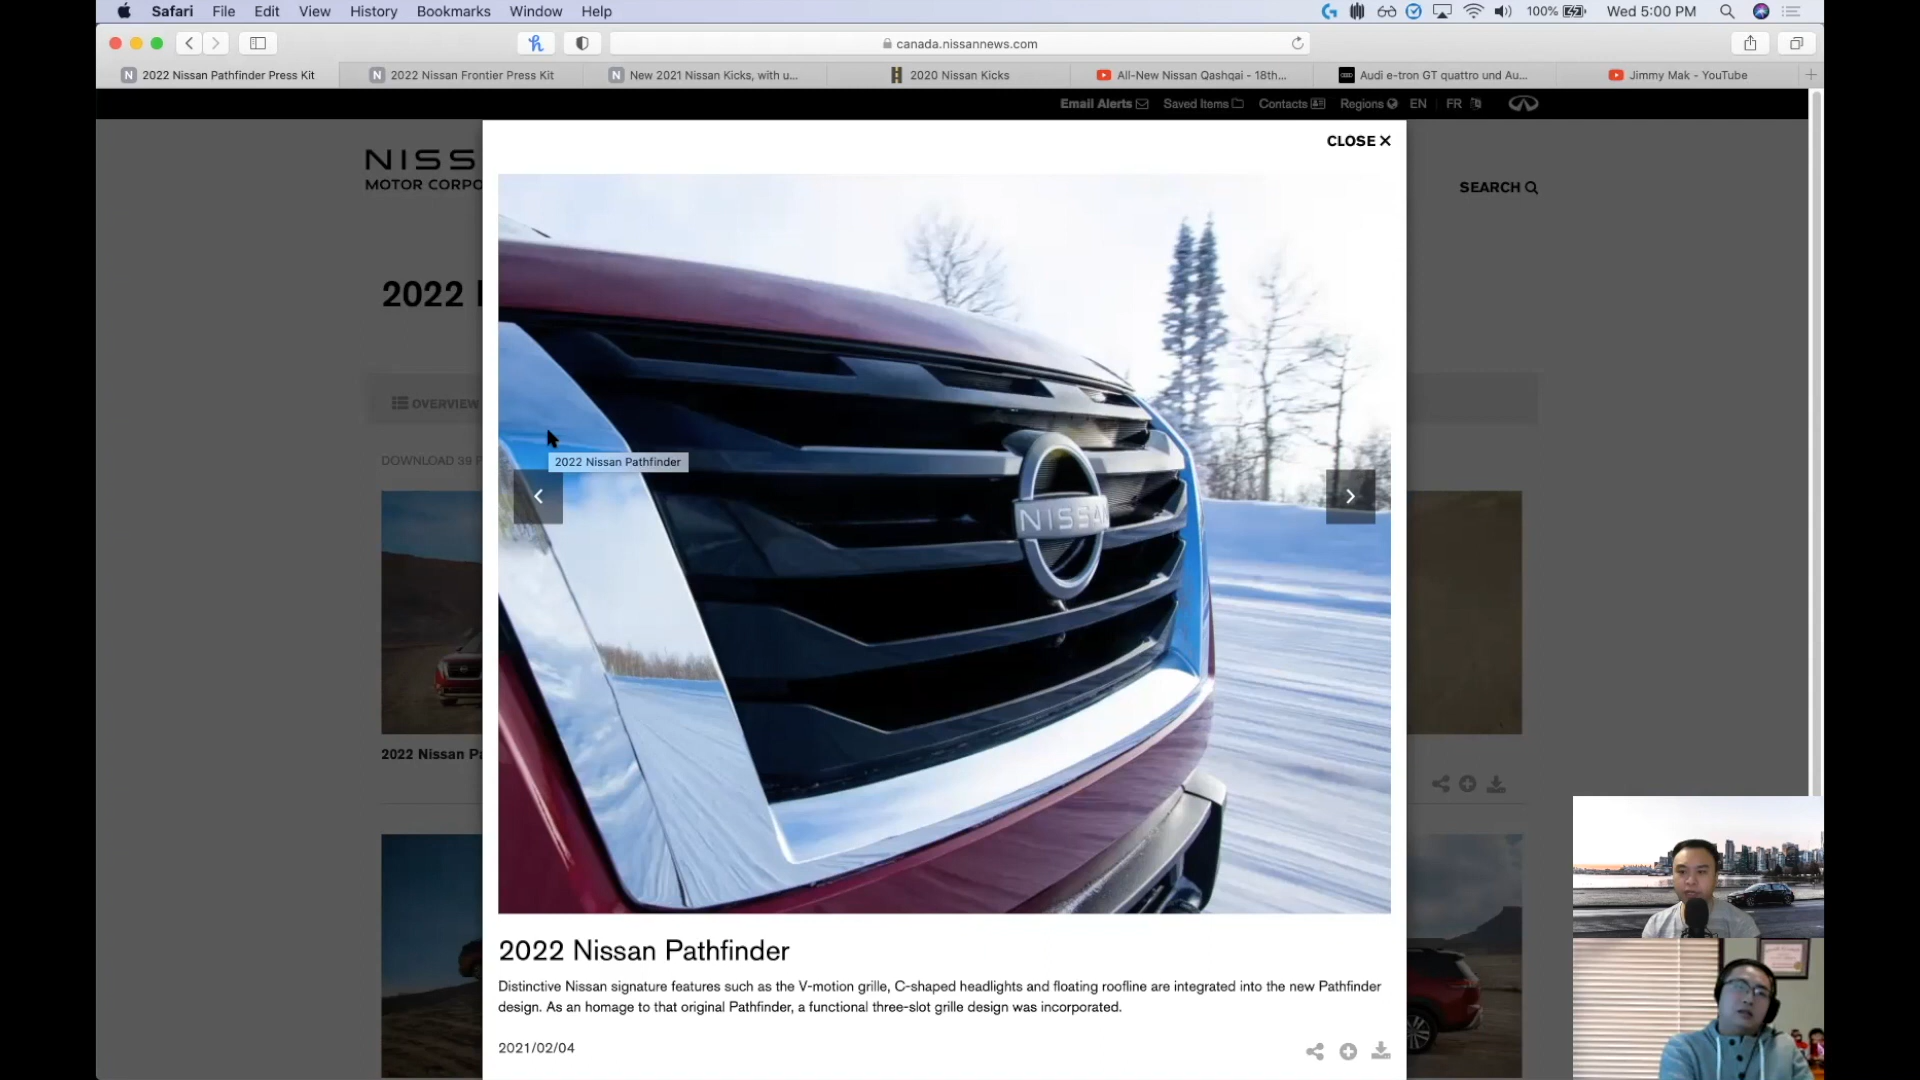 Safari File Edit View History Bookmarks Window Help 100% Wed 5:00 PM
canada.nissannews.com
2022 Nissan Pathfinder Press Kit
2022 Nissan Frontier Press Kit
New 2021 Nissan Kicks, with u...
2020 Nissan Kicks
All-New Nissan Qashqai - 18th...
Audi e-tron GT quattro und Au...
Jimmy Mak - YouTube
Email Alerts Saved Items Contacts Regions EN FR
CLOSE X
NISS
MOTOR CORPO
SEARCH
2022
OVERVIEW
DOWNLOAD 39
2022 Nissan Pathfinder
NISSAN
2022 Nissan Pa
2022 Nissan Pathfinder
Distinctive Nissan signature features such as the V-motion grille, C-shaped headlights and floating roofline are integrated into the new Pathfinder
design. As an homage to that original Pathfinder, a functional three-slot grille design was incorporated.
2021/02/04